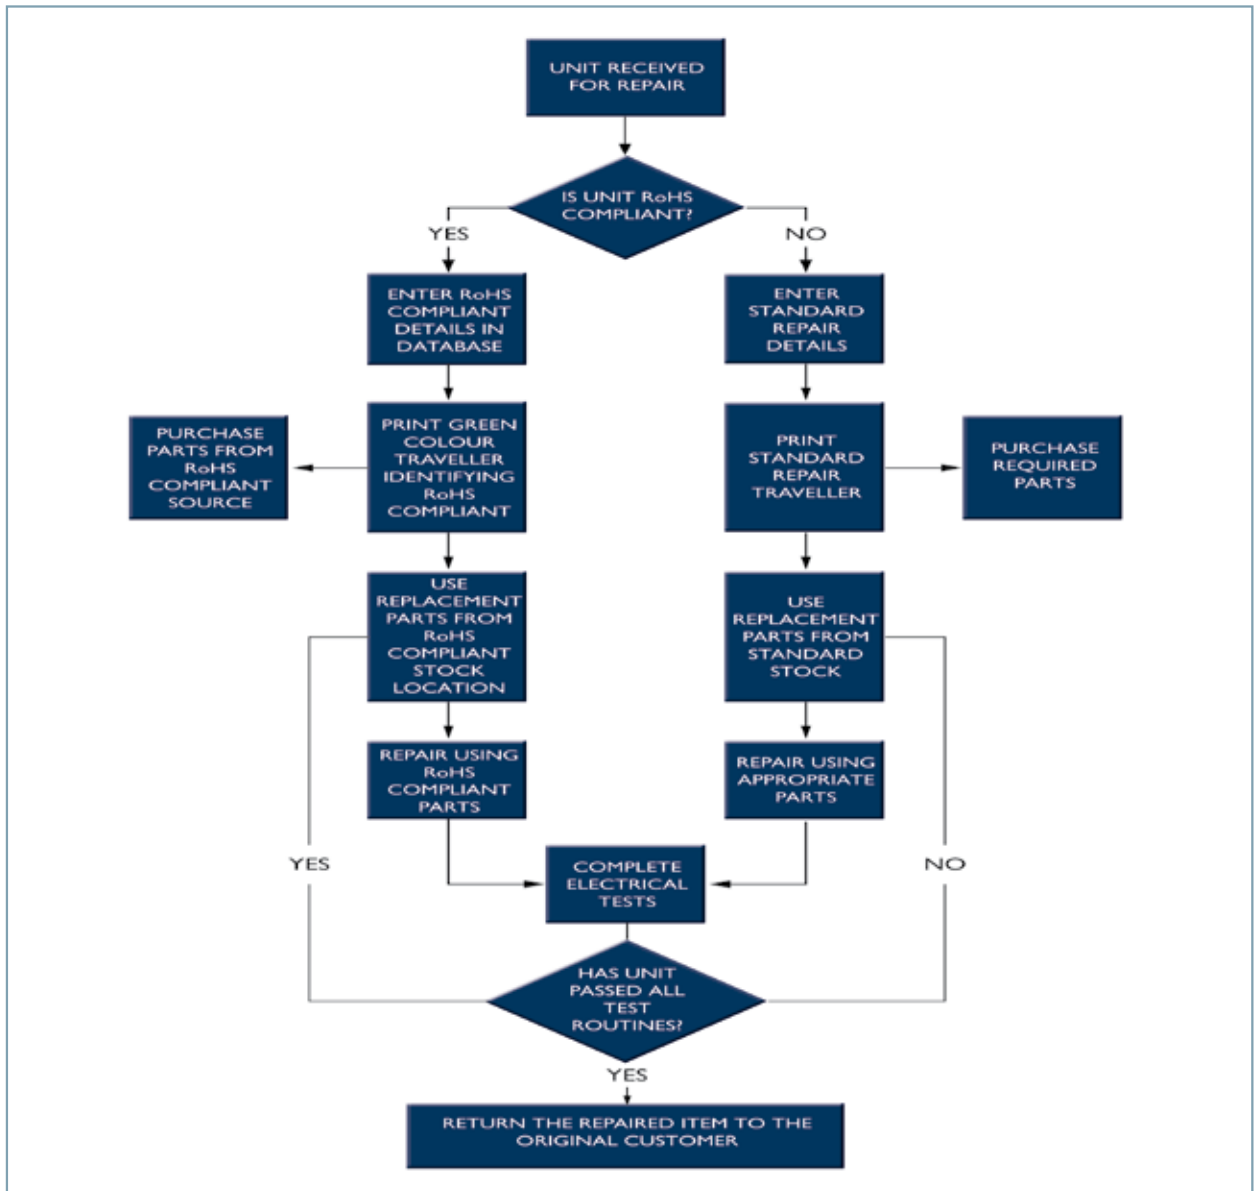 UNIT RECEIVED
FOR REPAIR
IS UNIT RoHS
COMPLIANT?
YES
NO
ENTER RoHS
COMPLIANT
DETAILS IN
DATABASE
ENTER
STANDARD
REPAIR
DETAILS
PURCHASE
PARTS FROM
RoHS
COMPLIANT
SOURCE
PRINT GREEN
COLOUR
TRAVELLER
IDENTIFYING
RoHS
COMPLIANT
PRINT
STANDARD
REPAIR
TRAVELLER
PURCHASE
REQUIRED
PARTS
USE
REPLACEMENT
PARTS FROM
RoHS
COMPLIANT
STOCK
LOCATION
USE
REPLACEMENT
PARTS FROM
STANDARD
STOCK
REPAIR USING
RoHS
COMPLIANT
PARTS
REPAIR USING
APPROPRIATE
PARTS
YES
COMPLETE
ELECTRICAL
TESTS
NO
HAS UNIT
PASSED ALL
TEST
ROUTINES?
YES
RETURN THE REPAIRED ITEM TO THE
ORIGINAL CUSTOMER